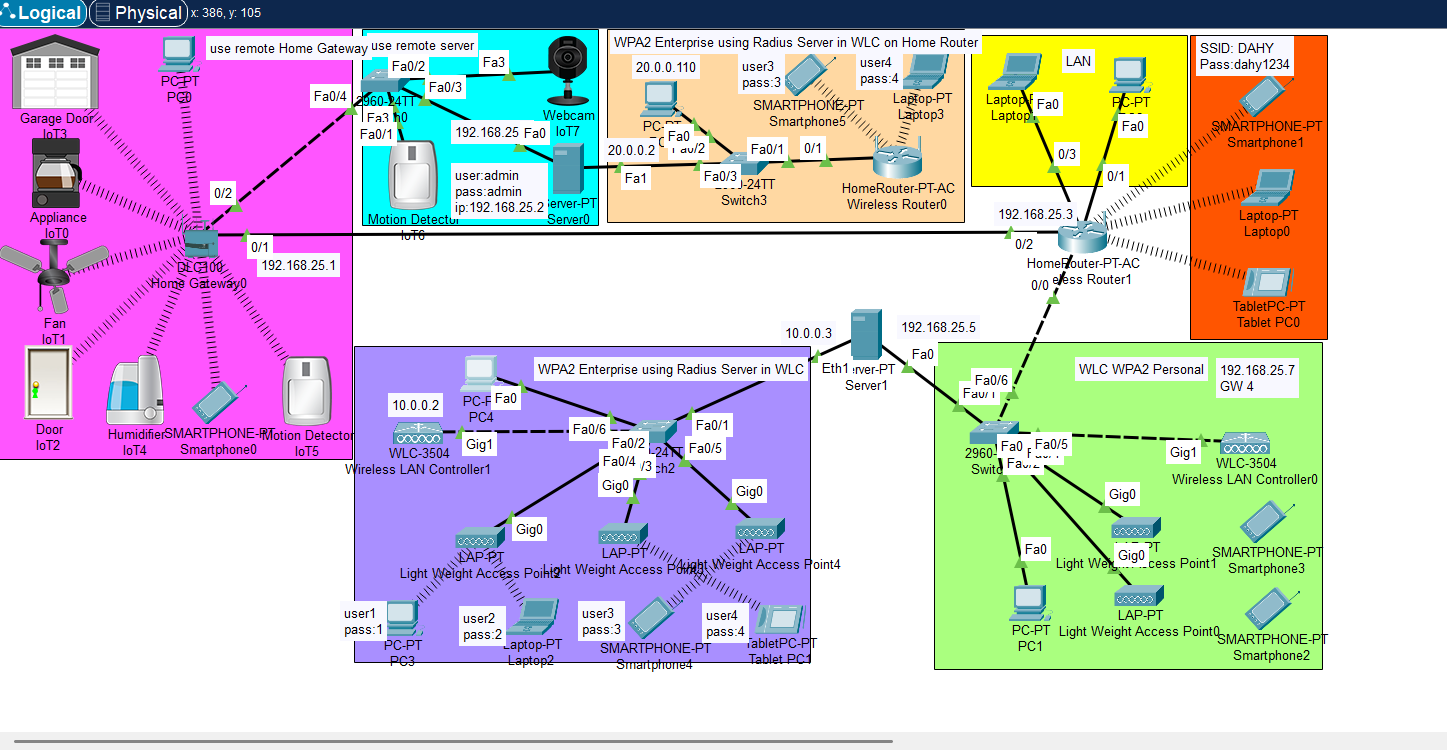 Logical
Physical
x: 386, y: 105
use remote Home Gateway
PC-PT
PC0
Garage Door
IoT3
Appliance
IoT0
Fan
IoT1
Door
IoT2
Humidifier
IoT4
SMARTPHONE-PT
Smartphone0
Motion Detector
IoT5
DLC100
Home Gateway0
0/2
0/1
192.168.25.1
Fa0/4
use remote server
Fa0/2
Fa3
Fa0/3
2960-24TT
Fa3
Fa0/1
Webcam
IoT7
192.168.25
Fa0
user:admin
pass:admin
ip:192.168.25.2
Server-PT
Server0
Motion Detector
IoT6
WPA2 Enterprise using Radius Server in WLC on Home Router
20.0.0.110
user3
pass:3
user4
pass:4
SMARTPHONE-PT
Smartphone5
Laptop-PT
Laptop3
Fa0
Fa0/2
20.0.0.2
Fa0/1
0/1
Fa1
Fa0/3
Switch3
HomeRouter-PT-AC
Wireless Router0
LAN
Fa0
PC-PT
Fa0
0/3
0/1
192.168.25.3
0/2
HomeRouter-PT-AC
eless Router1
0/0
SSID: DAHY
Pass:dahy1234
SMARTPHONE-PT
Smartphone1
Laptop-PT
Laptop0
TabletPC-PT
Tablet PC0
10.0.0.3
192.168.25.5
Eth1
Fa0
Server1
WPA2 Enterprise using Radius Server in WLC
PC4
Fa0
10.0.0.2
Gig1
WLC-3504
Wireless LAN Controller1
Fa0/6
Fa0/1
Fa0/2
Fa0/5
Fa0/4
/3
Gig0
Gig0
Gig0
LAP-PT
Light Weight Access Point2
LAP-PT
LAP-PT
Light Weight Access Point4
user1
pass:1
PC-PT
PC3
user2
pass:2
Laptop-PT
Laptop2
user3
pass:3
SMARTPHONE-PT
Smartphone4
user4
pass:4
TabletPC-PT
Tablet PC1
WLC WPA2 Personal
192.168.25.7
GW 4
Fa0/6
Fa0/1
Fa0
Fa0/5
Gig1
WLC-3504
Wireless LAN Controller0
Gig0
Light Weight Access Point1
Gig0
LAP-PT
Light Weight Access Point0
Fa0
PC-PT
PC1
SMARTPHONE-PT
Smartphone3
SMARTPHONE-PT
Smartphone2